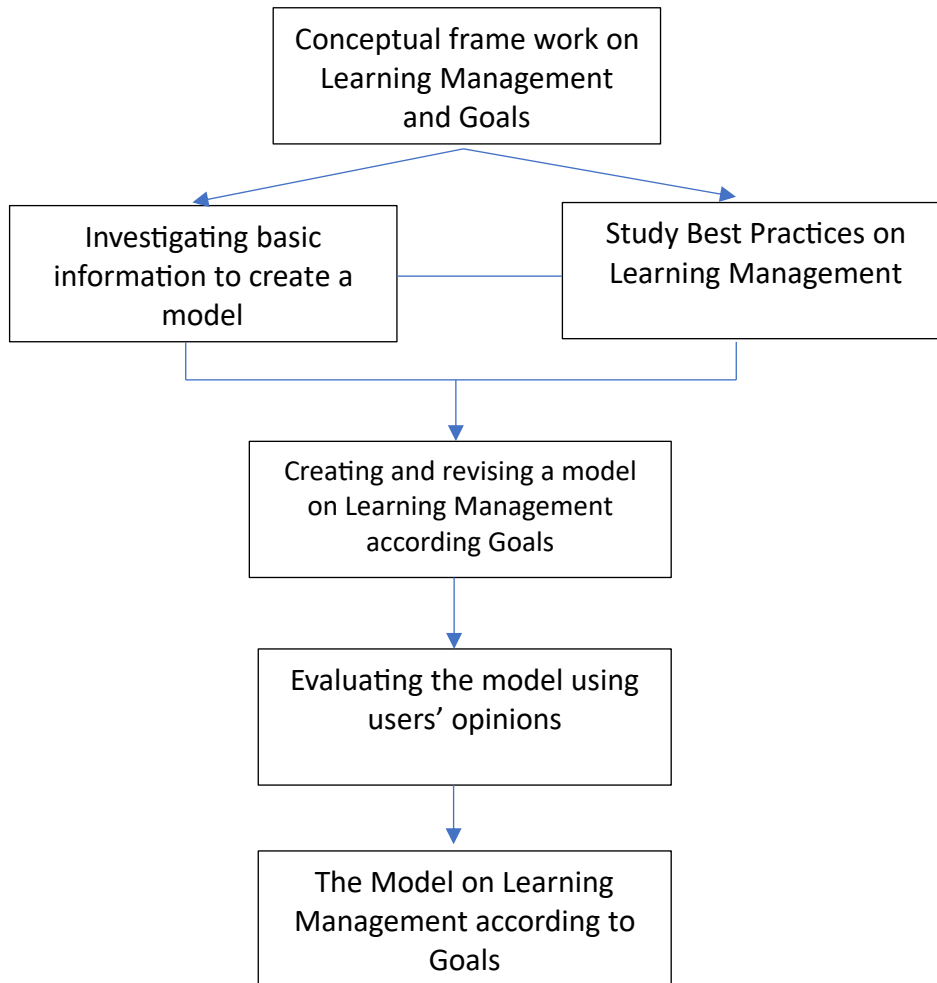 Conceptual frame work on
Learning Management
and Goals
Investigating basic
information to create a
model
Study Best Practices on
Learning Management
Creating and revising a model
on Learning Management
according Goals
Evaluating the model using
users’ opinions
The Model on Learning
Management according to
Goals